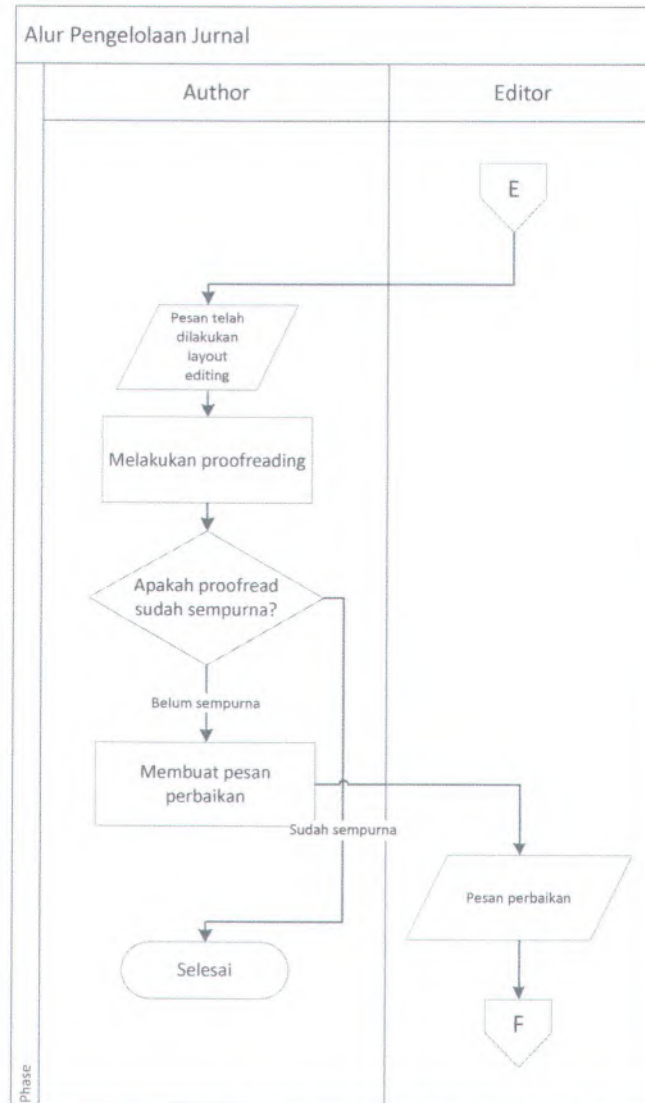 Alur Pengelolaan Jurnal
Author
Editor
E
Pesan telah
dilakukan
layout
editing
Melakukan proofreading
Apakah proofread
sudah sempurna?
Belum sempurna
Membuat pesan
perbaikan
Sudah sempurna
Pesan perbaikan
Selesai
F
Phase